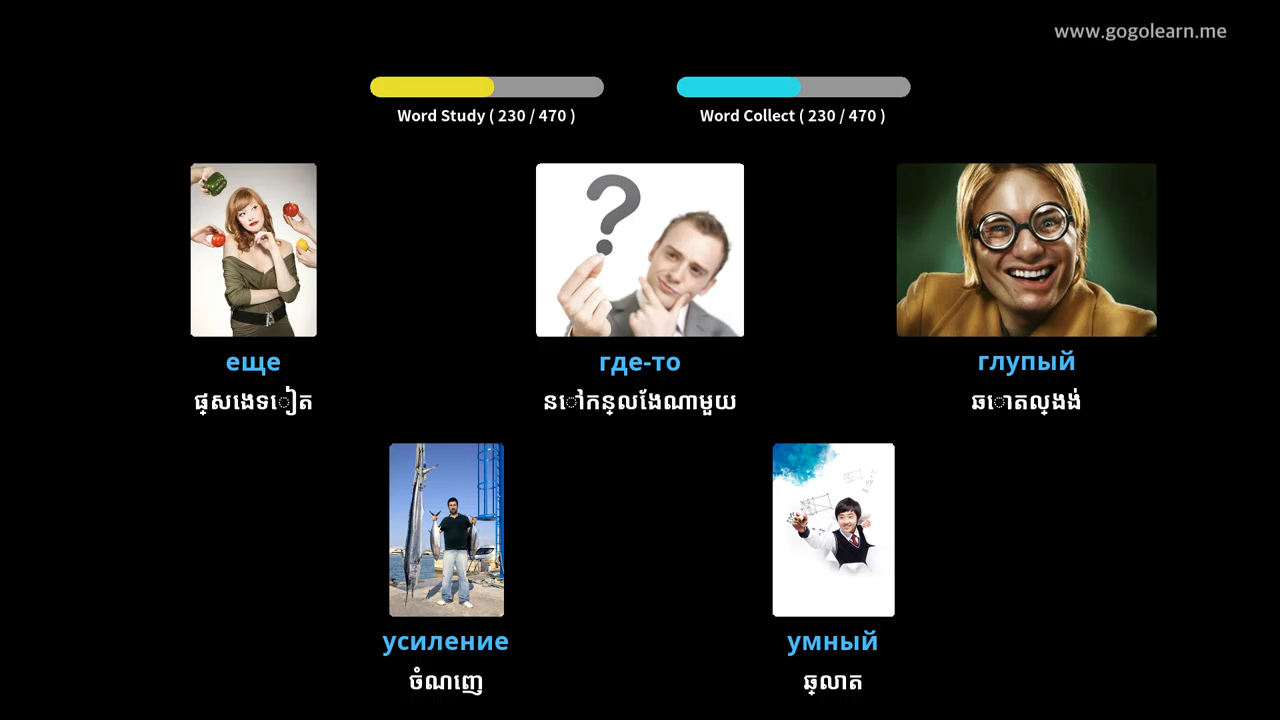 www.gogolearn.me
Word Study ( 230 / 470 )
Word Collect ( 230 / 470 )
еще
где-то
глупый
ផ្សេងទៀត
នៅកន្លែងណាមួយ
ឆោតល្ងង់
усиление
умный
ចំណេញ
ឆ្លាត